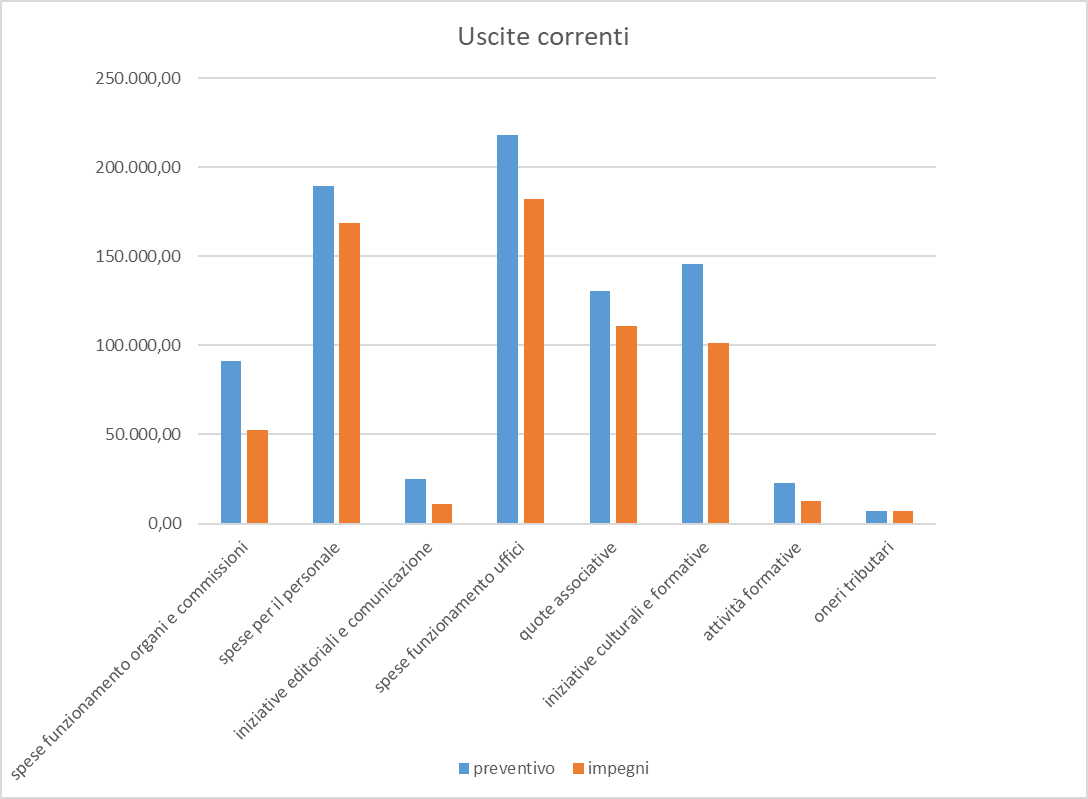 Uscite correnti
250.000,00
200.000,00
150.000,00
100.000,00
50.000,00
0,00
spese funzionamento organi e commissioni
spese per il personale
iniziative editoriali e comunicazione
spese funzionamento uffici
quote associative
iniziative culturali e formative
attività formative
oneri tributari
preventivo
impegni